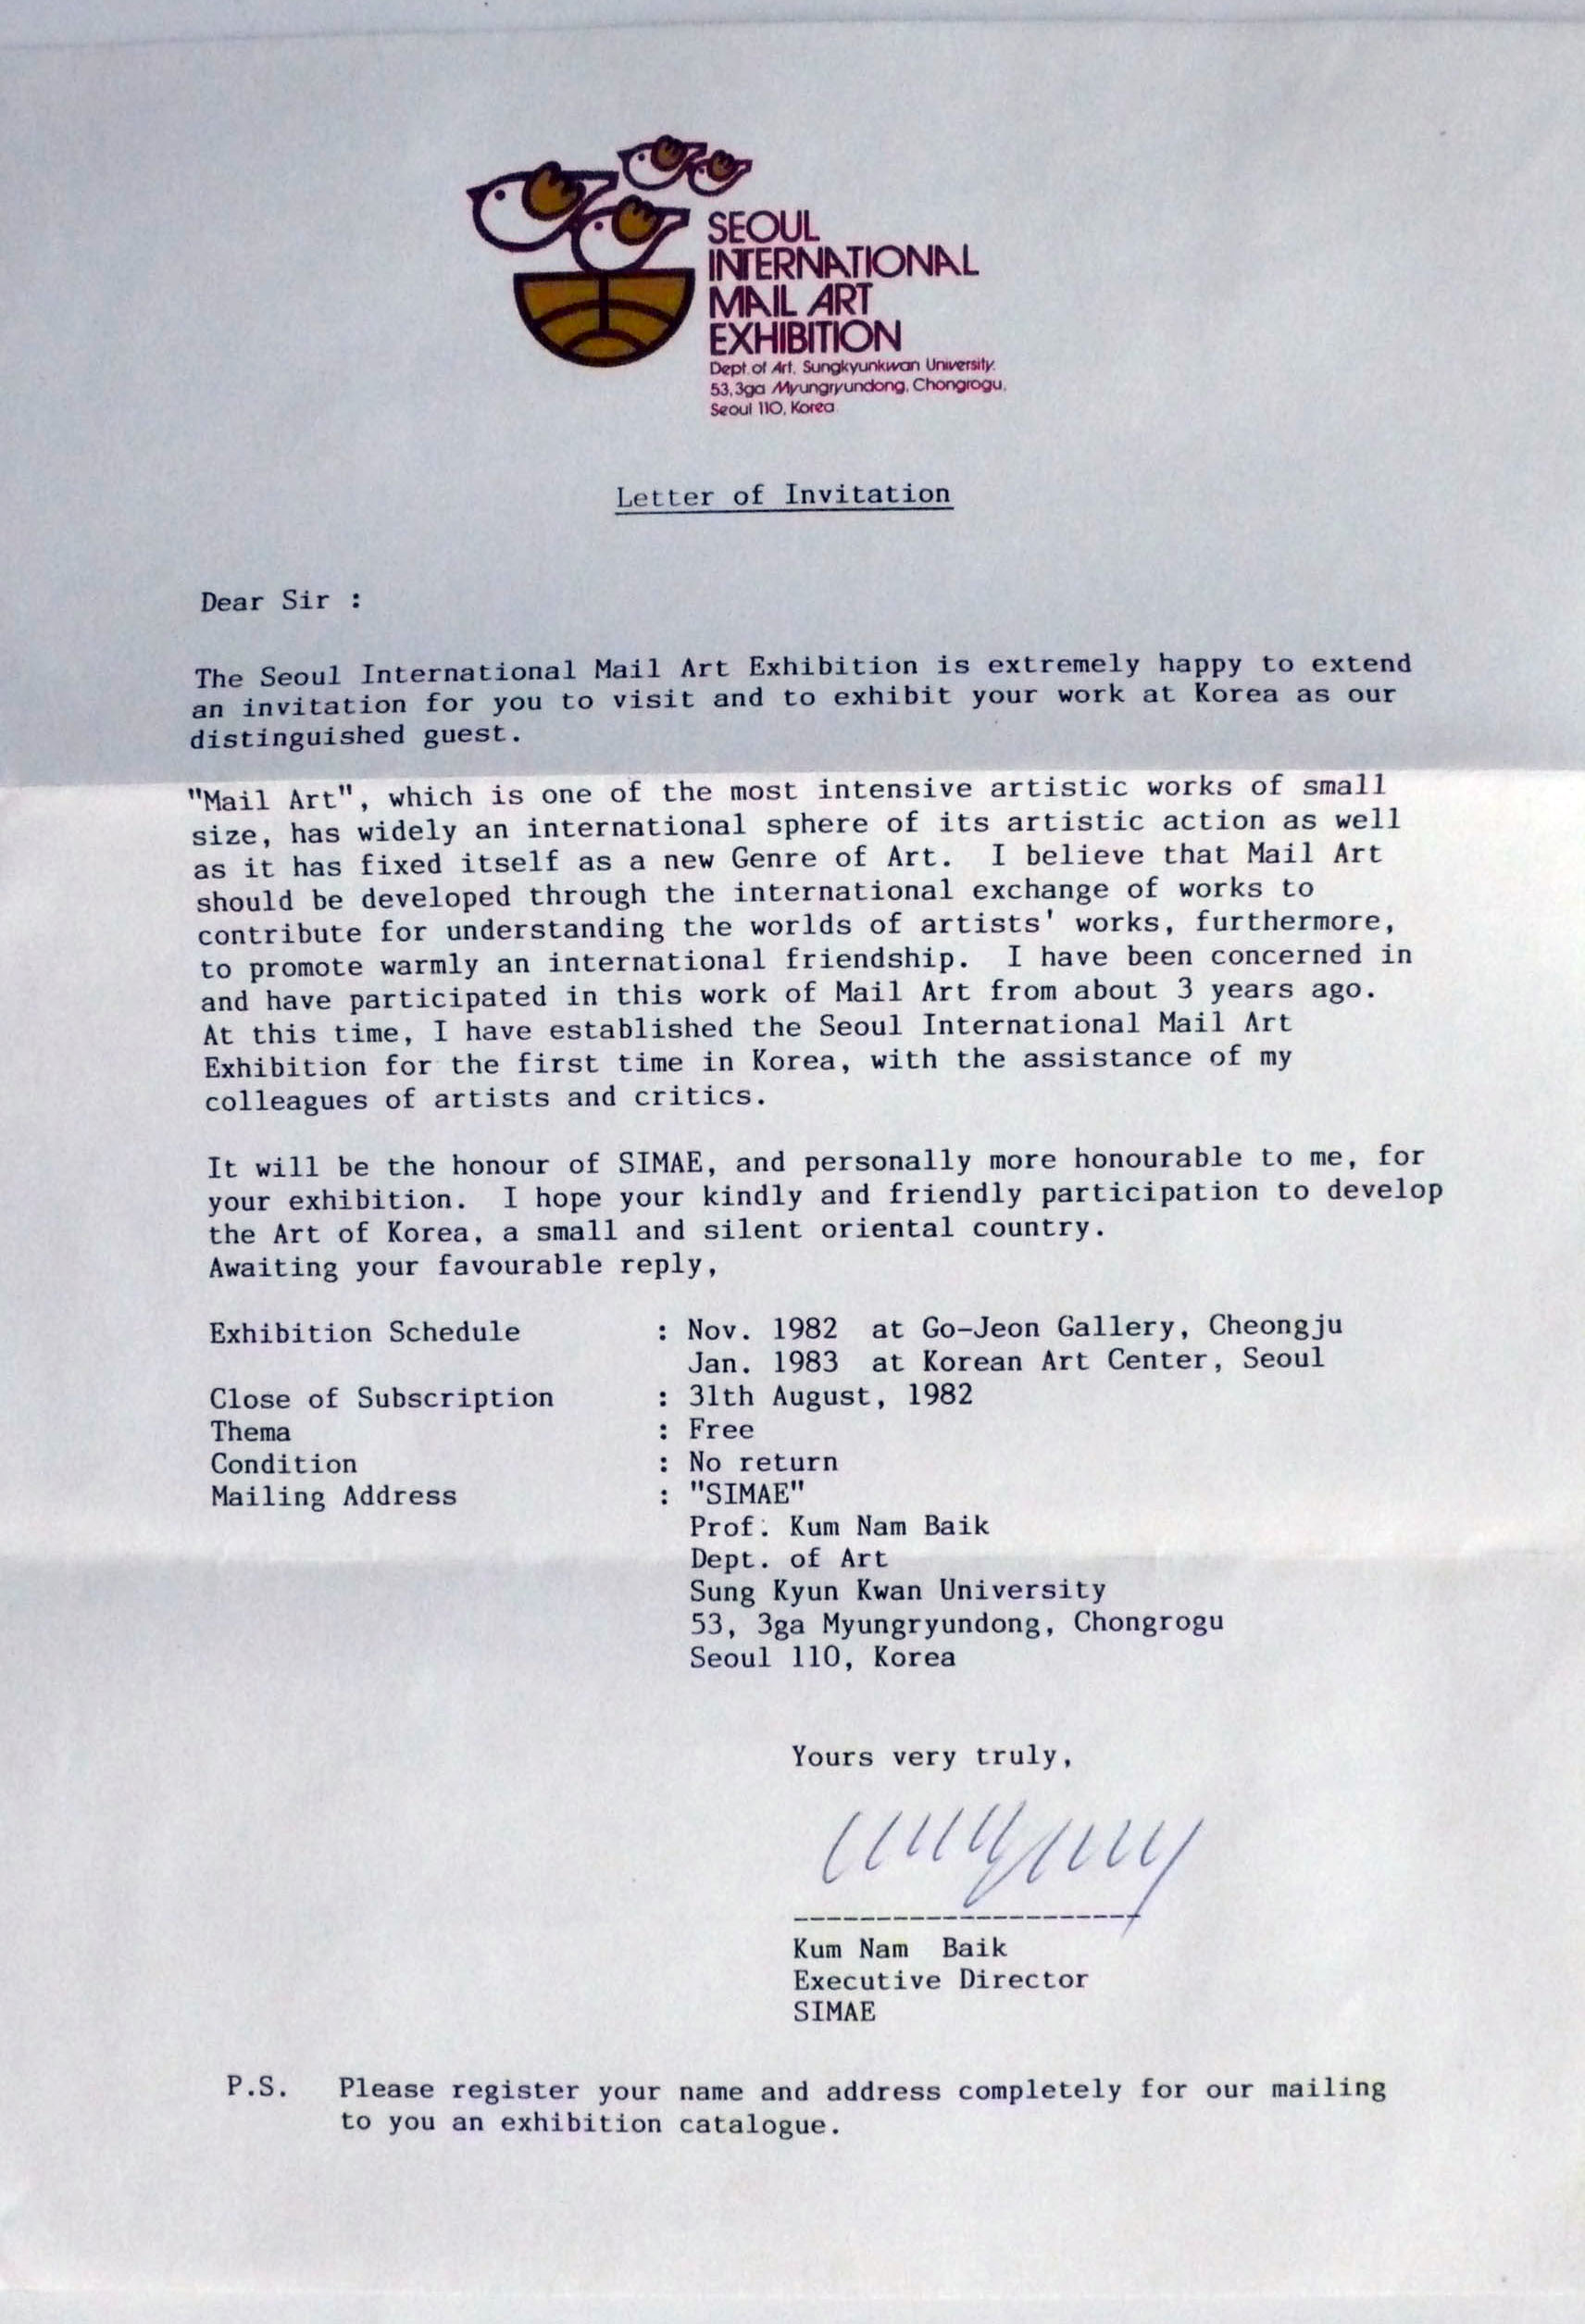 SEOUL
INTERNATIONAL
MAIL ART
EXHIBITION
Dept. of Art, Sungkyunkwan University.
53, 3ga Myungryundong, Chongrogu,
Seoul 110, Korea
Letter of Invitation
Dear Sir :
The Seoul International Mail Art Exhibition is extremely happy to extend
an invitation for you to visit and to exhibit your work at Korea as our
distinguished guest.
"Mail Art", which is one of the most intensive artistic works of small
size, has widely an international sphere of its artistic action as well
as it has fixed itself as a new Genre of Art.  I believe that Mail Art
should be developed through the international exchange of works to
contribute for understanding the worlds of artists' works, furthermore,
to promote warmly an international friendship.  I have been concerned in
and have participated in this work of Mail Art from about 3 years ago.
At this time, I have established the Seoul International Mail Art
Exhibition for the first time in Korea, with the assistance of my
colleagues of artists and critics.
It will be the honour of SIMAE, and personally more honourable to me, for
your exhibition.  I hope your kindly and friendly participation to develop
the Art of Korea, a small and silent oriental country.
Awaiting your favourable reply,
Exhibition Schedule : Nov. 1982 at Go-Jeon Gallery, Cheongju
Jan. 1983 at Korean Art Center, Seoul
Close of Subscription : 31th August, 1982
Thema : Free
Condition : No return
Mailing Address : "SIMAE"
Prof. Kum Nam Baik
Dept. of Art
Sung Kyun Kwan University
53, 3ga Myungryundong, Chongrogu
Seoul 110, Korea
Yours very truly,
Kum Nam Baik
Executive Director
SIMAE
P.S. Please register your name and address completely for our mailing
to you an exhibition catalogue.